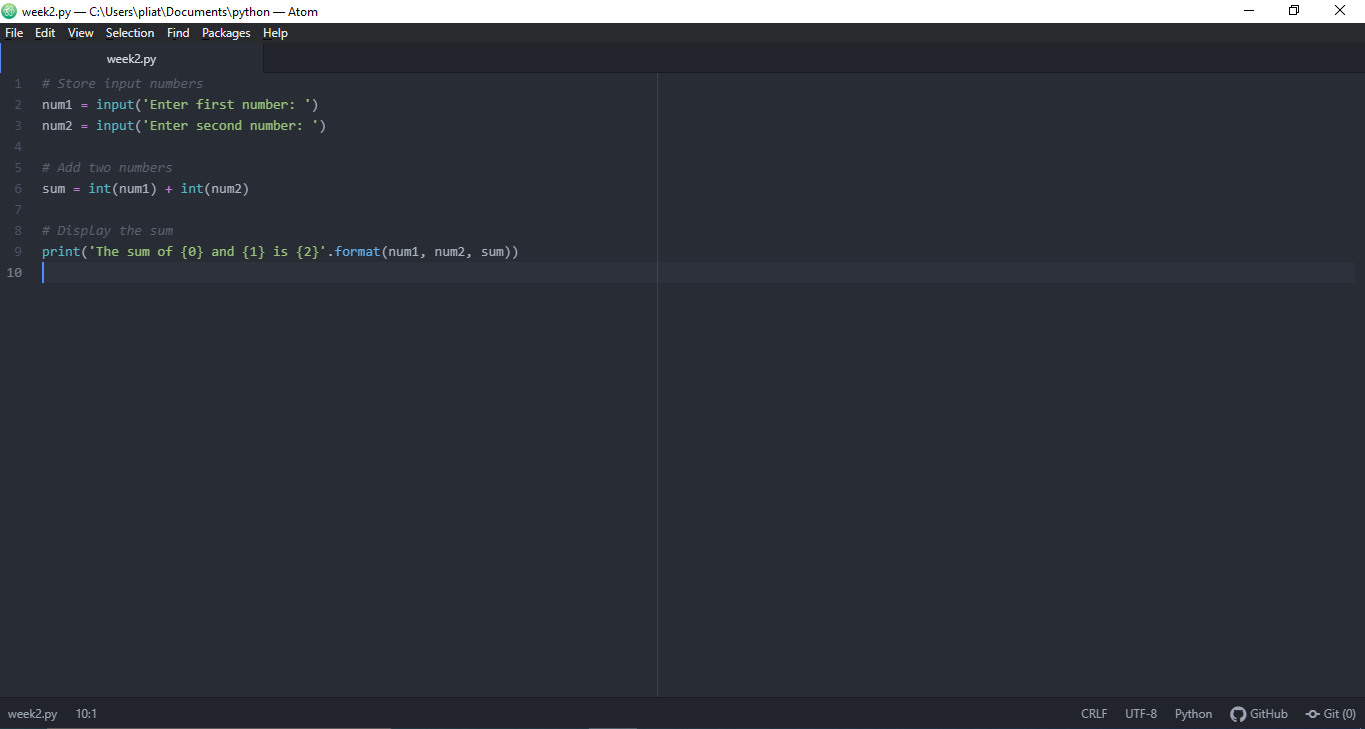 week2.py — C:\Users\pliat\Documents\python — Atom
File Edit View Selection Find Packages Help
week2.py
1 # Store input numbers
2 num1 = input('Enter first number: ')
3 num2 = input('Enter second number: ')
4
5 # Add two numbers
6 sum = int(num1) + int(num2)
7
8 # Display the sum
9 print('The sum of {0} and {1} is {2}'.format(num1, num2, sum))
10
week2.py 10:1 CRLF UTF-8 Python GitHub Git (0)